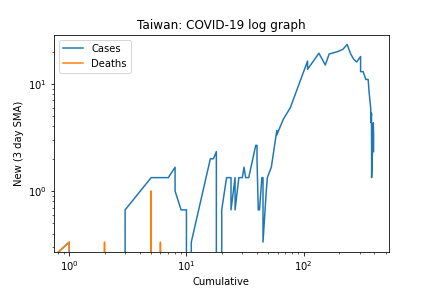 Taiwan: COVID-19 log graph
Cases
Deaths
New (3 day SMA)
10¹
10⁰
10⁰ 10¹ 10²
Cumulative